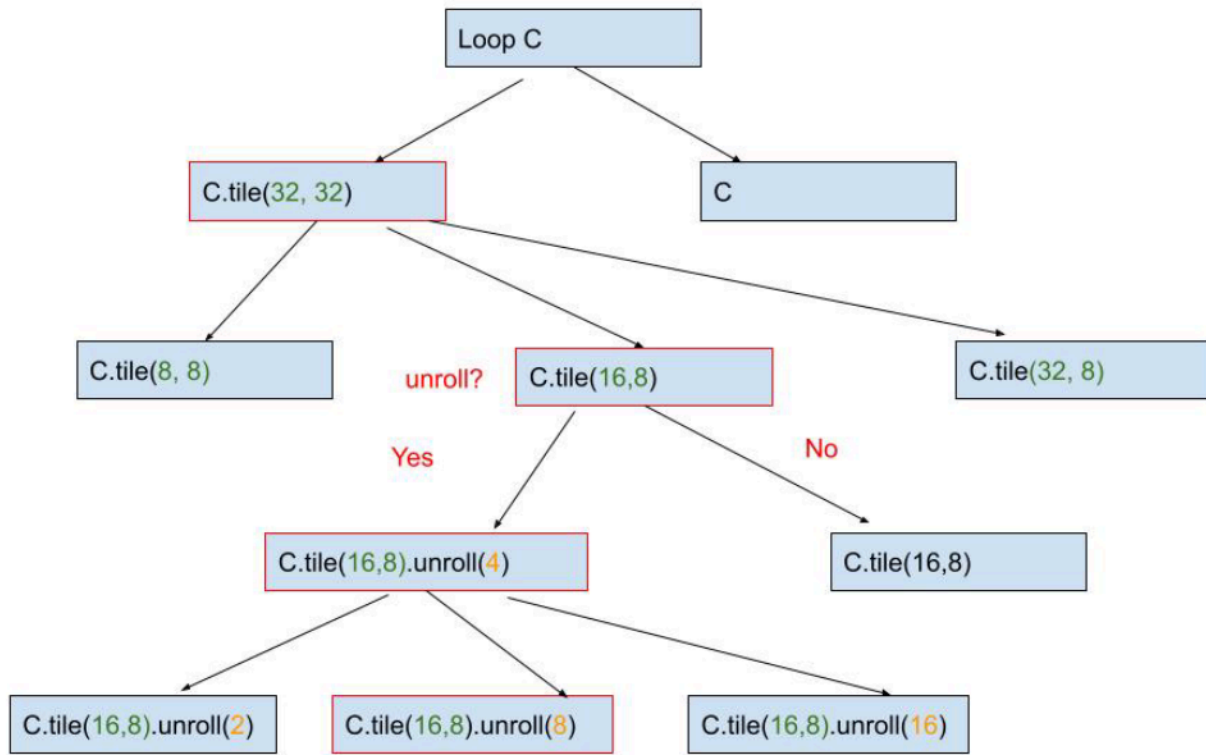 Loop C
C.tile(32, 32)
C
C.tile(8, 8)
unroll?
C.tile(16,8)
C.tile(32, 8)
Yes
No
C.tile(16,8).unroll(4)
C.tile(16,8)
C.tile(16,8).unroll(2)
C.tile(16,8).unroll(8)
C.tile(16,8).unroll(16)